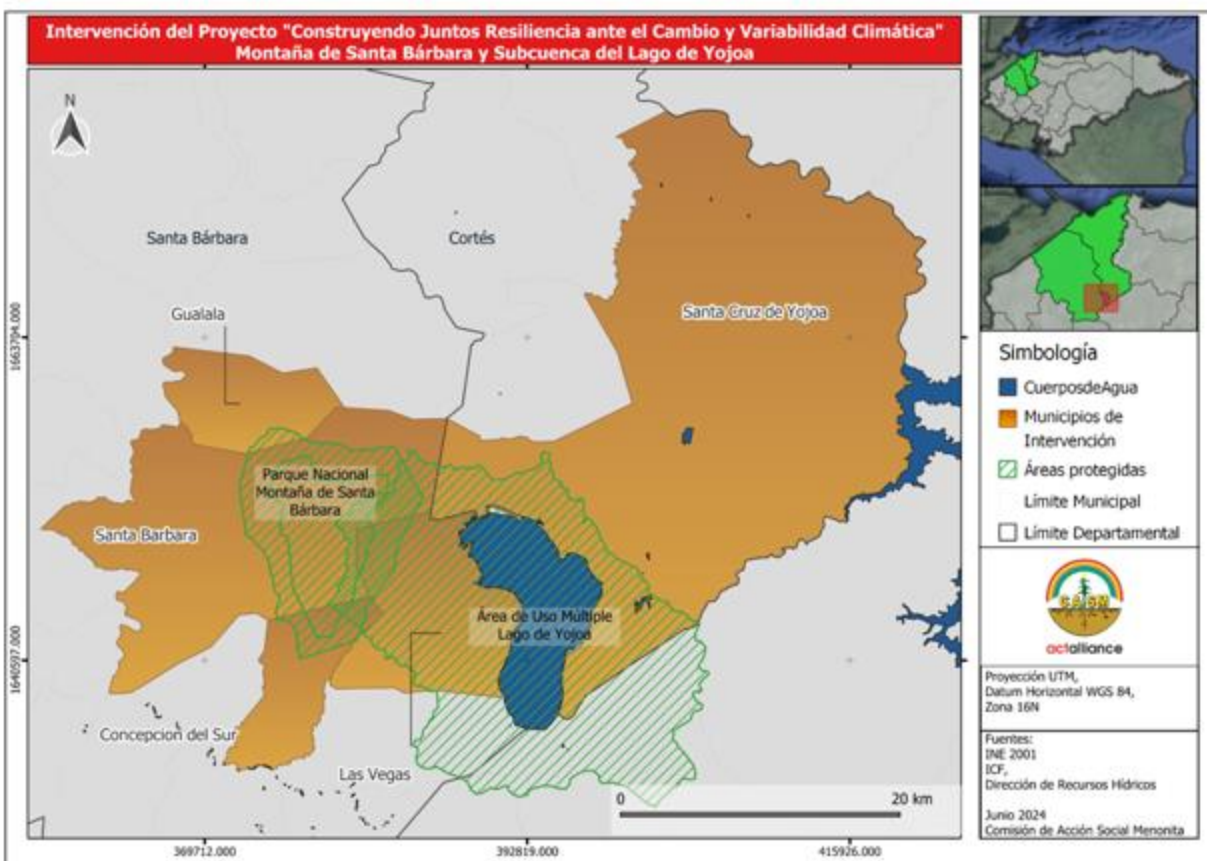 Intervención del Proyecto "Construyendo Juntos Resiliencia ante el Cambio y Variabilidad Climática"
Montaña de Santa Bárbara y Subcuenca del Lago de Yojoa
N
Santa Bárbara
Cortés
Gualala
Santa Cruz de Yojoa
Parque Nacional
Montaña de Santa
Bárbara
Santa Barbara
Área de Uso Múltiple
Lago de Yojoa
Concepcion del Sur
Las Vegas
0 20 km
1663704.000
1640597.000
369712.000
392819.000
415926.000
Simbología
CuerposdeAgua
Municipios de
Intervención
Áreas protegidas
Límite Municipal
Límite Departamental
actalliance
Proyección UTM,
Datum Horizontal WGS 84,
Zona 16N
Fuentes:
INE 2001
ICF,
Dirección de Recursos Hídricos
Junio 2024
Comisión de Acción Social Menonita